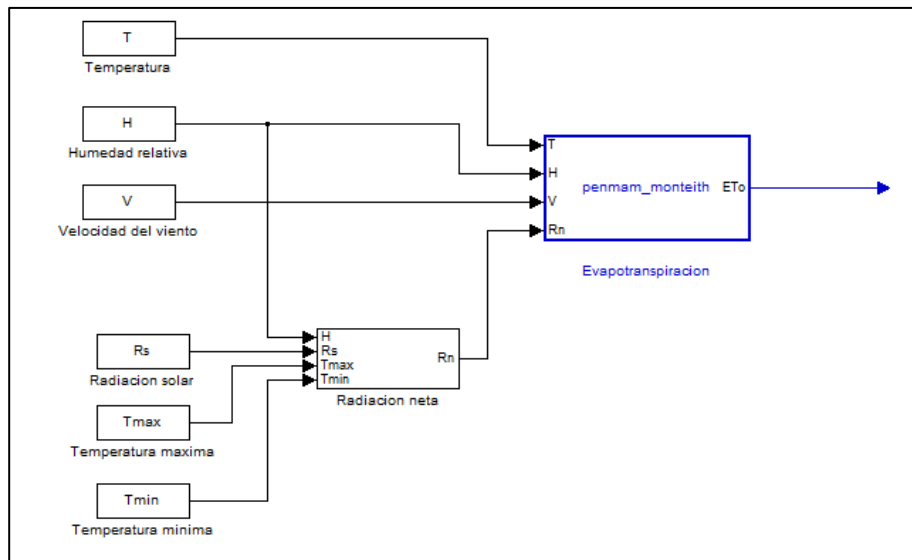 T
Temperatura
H
Humedad relativa
V
Velocidad del viento
T
H
V
Rn
penmam_monteith
ETo
Evapotranspiracion
Rs
Radiacion solar
Tmax
Temperatura maxima
Tmin
Temperatura minima
H
Rs
Tmax
Tmin
Rn
Radiacion neta